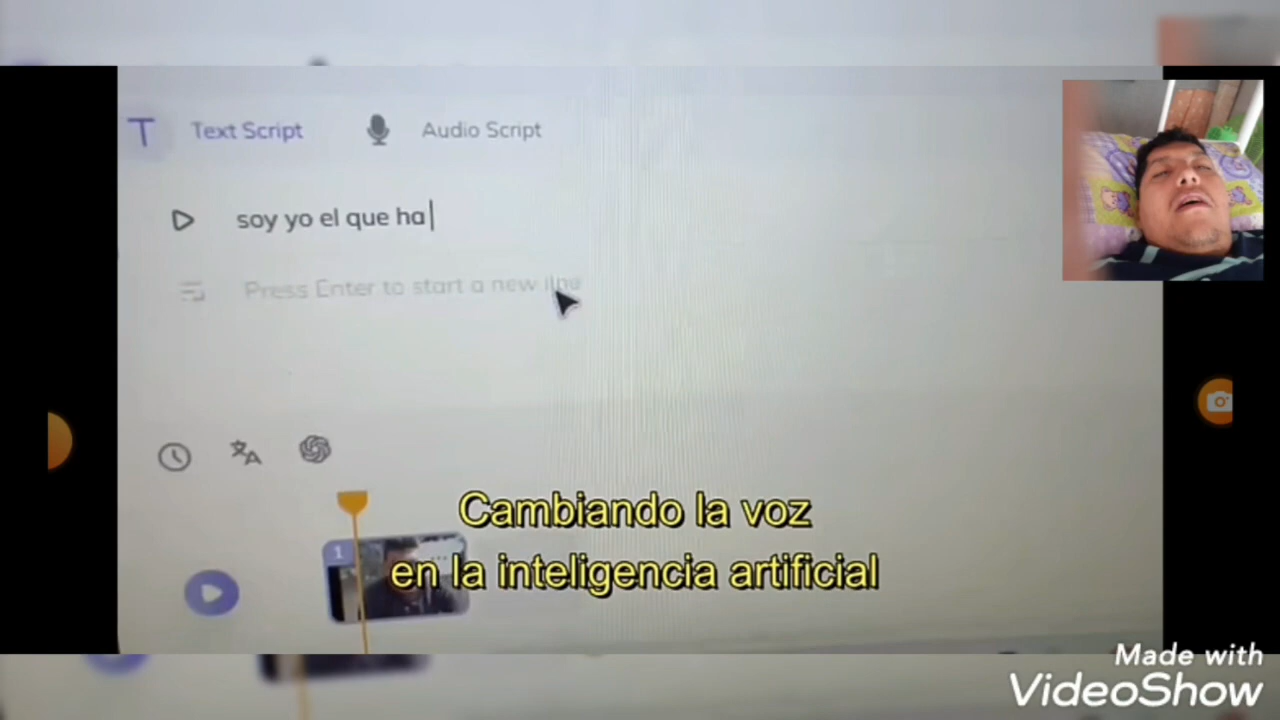 Text Script
Audio Script
soy yo el que ha
Press Enter to start a new line
1
Cambiando la voz
en la inteligencia artificial
Made with
VideoShow